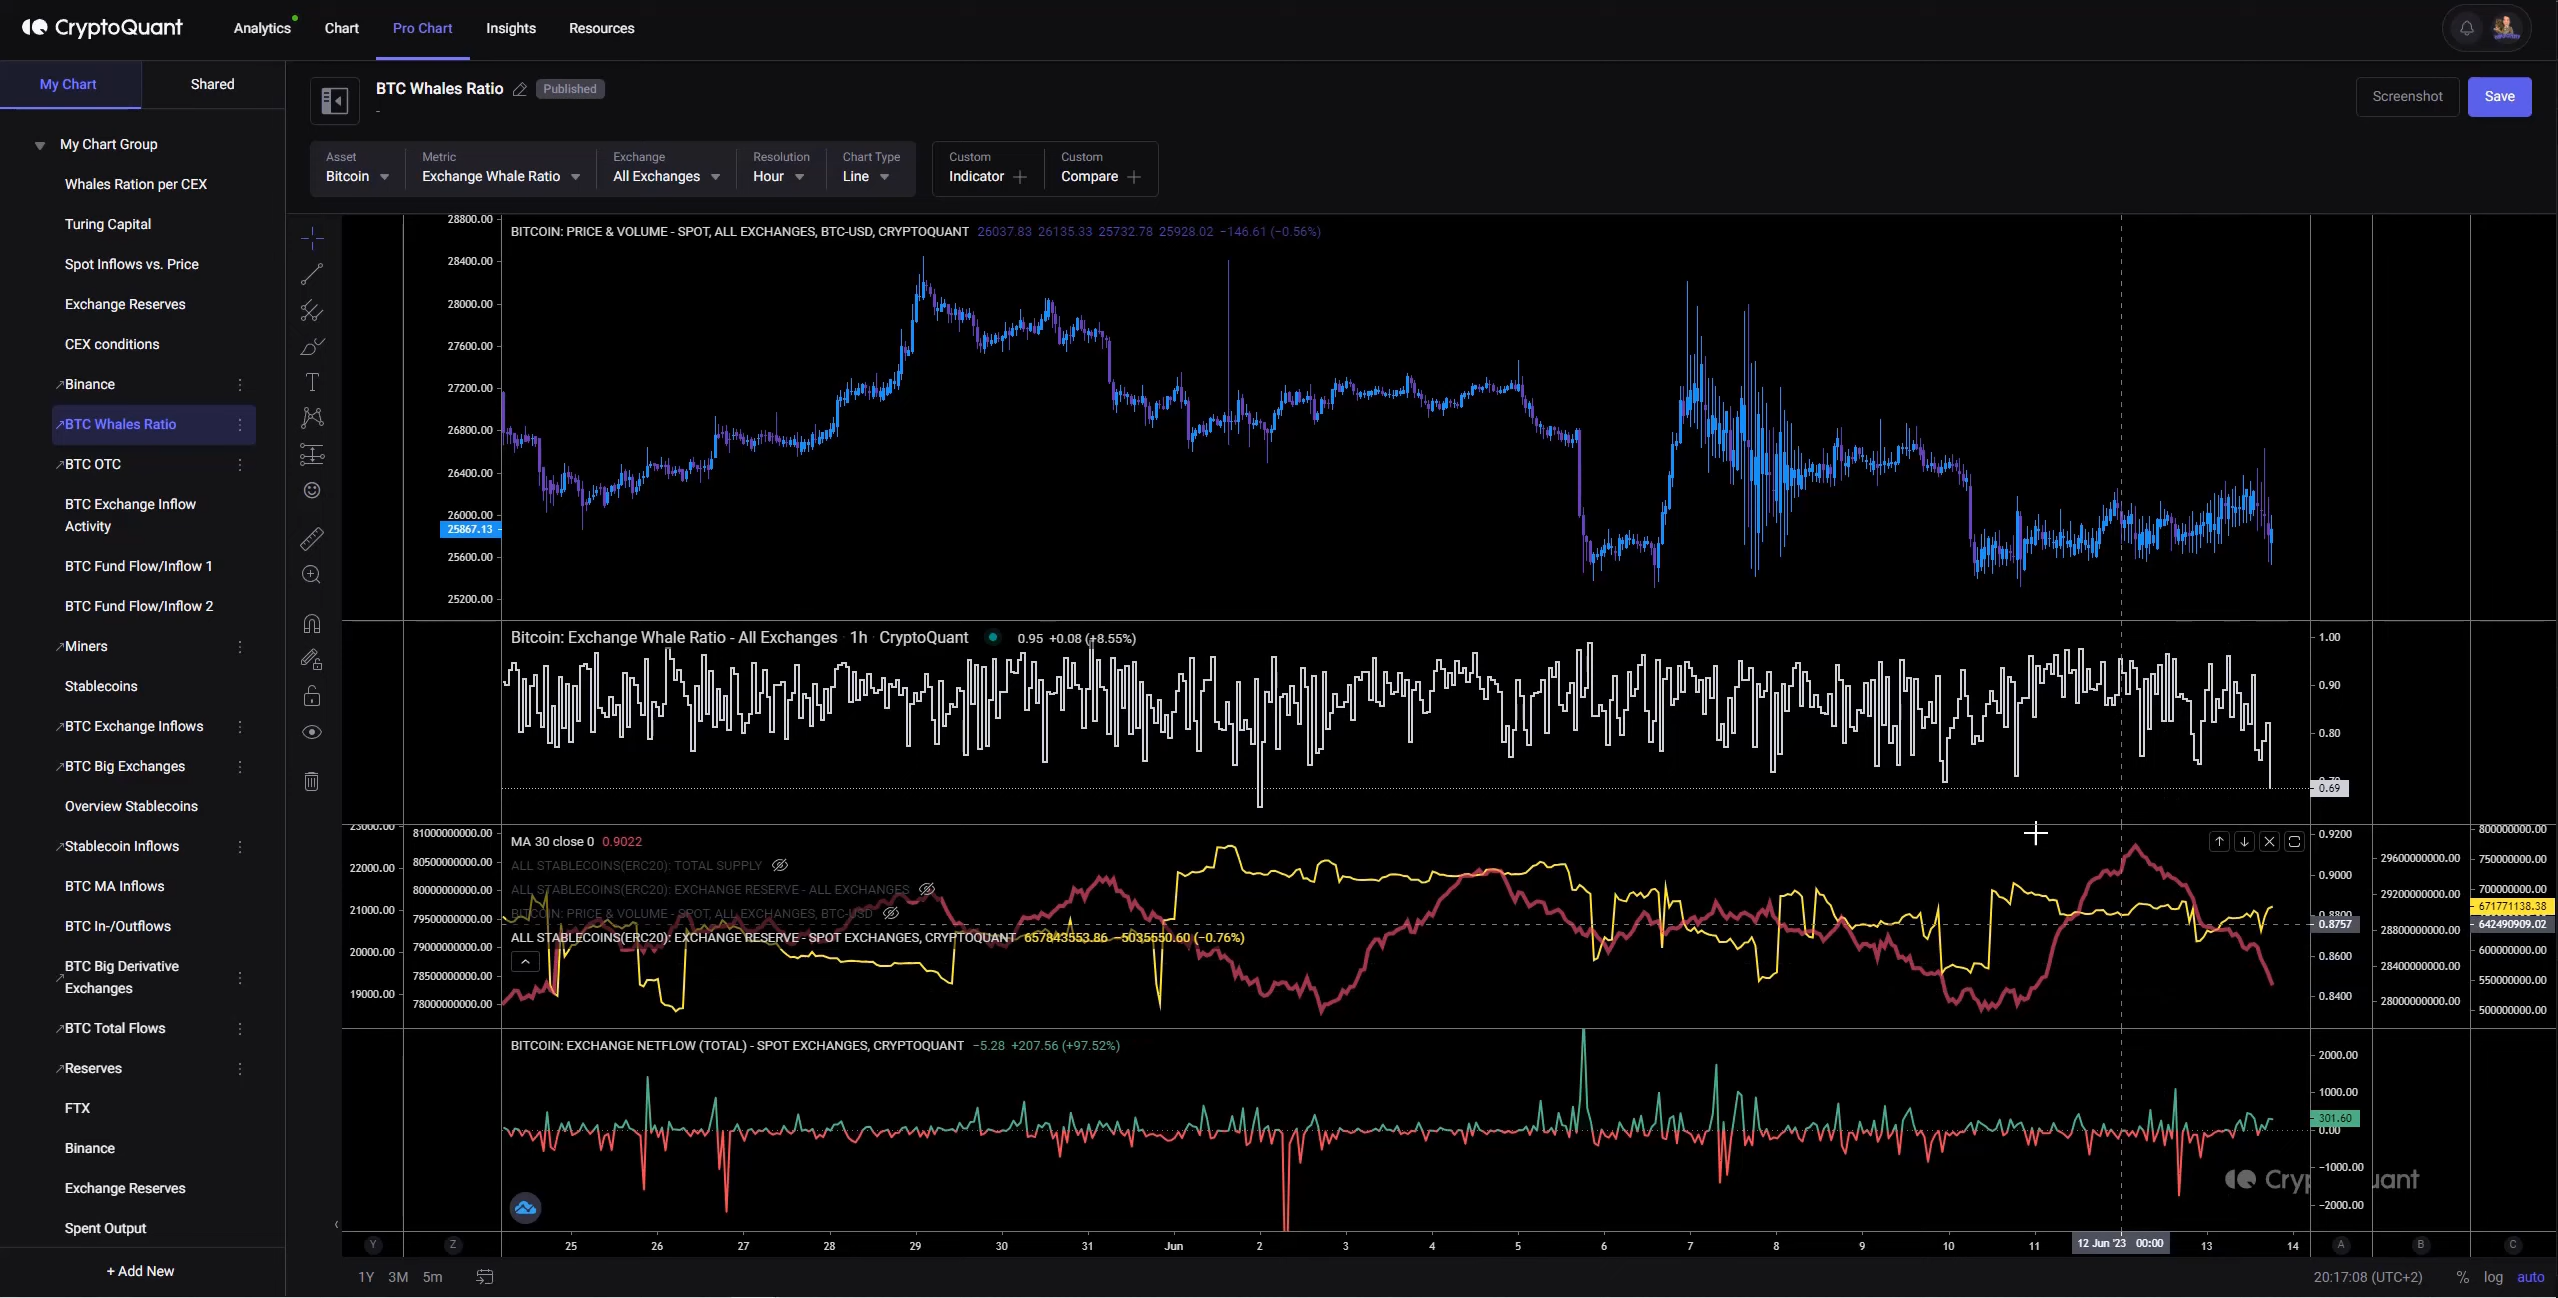 CryptoQuant
Analytics
Chart
Pro Chart
Insights
Resources
My Chart
Shared
BTC Whales Ratio
Published
-
Screenshot
Save
My Chart Group
Whales Ration per CEX
Turing Capital
Spot Inflows vs. Price
Exchange Reserves
CEX conditions
Binance
BTC Whales Ratio
BTC OTC
BTC Exchange Inflow
Activity
BTC Fund Flow/Inflow 1
BTC Fund Flow/Inflow 2
Miners
Stablecoins
BTC Exchange Inflows
BTC Big Exchanges
Overview Stablecoins
Stablecoin Inflows
BTC MA Inflows
BTC In-/Outflows
BTC Big Derivative
Exchanges
BTC Total Flows
Reserves
FTX
Binance
Exchange Reserves
Spent Output
+ Add New
Asset
Bitcoin
Metric
Exchange Whale Ratio
Exchange
All Exchanges
Resolution
Hour
Chart Type
Line
Custom
Indicator
Custom
Compare
BITCOIN: PRICE & VOLUME - SPOT, ALL EXCHANGES, BTC-USD, CRYPTOQUANT 26037.83 26135.33 25732.78 25928.02 −146.61 (−0.56%)
28800.00
28400.00
28000.00
27600.00
27200.00
26800.00
26400.00
26000.00
25867.13
25600.00
25200.00
Bitcoin: Exchange Whale Ratio - All Exchanges · 1h · CryptoQuant 0.95 +0.08 (+8.55%)
1.00
0.90
0.80
0.69
MA 30 close 0 0.9022
ALL STABLECOINS(ERC20): TOTAL SUPPLY
ALL STABLECOINS(ERC20): EXCHANGE RESERVE - ALL EXCHANGES
BITCOIN: PRICE & VOLUME - SPOT, ALL EXCHANGES, BTC-USD
ALL STABLECOINS(ERC20): EXCHANGE RESERVE - SPOT EXCHANGES, CRYPTOQUANT 657843553.86 −5035550.60 (−0.76%)
23000.00
22000.00
21000.00
20000.00
19000.00
81000000000.00
80500000000.00
80000000000.00
79500000000.00
79000000000.00
78500000000.00
78000000000.00
0.9200
0.9000
0.8800
0.8757
0.8600
0.8400
29600000000.00
29200000000.00
28800000000.00
28400000000.00
28000000000.00
800000000.00
750000000.00
700000000.00
671771138.38
642490909.02
600000000.00
550000000.00
500000000.00
BITCOIN: EXCHANGE NETFLOW (TOTAL) - SPOT EXCHANGES, CRYPTOQUANT −5.28 +207.56 (+97.52%)
2000.00
1000.00
301.60
0.00
−1000.00
−2000.00
Y
Z
25
26
27
28
29
30
31
Jun
2
3
4
5
6
7
8
9
10
11
12 Jun '23 00:00
13
14
A
B
C
1Y
3M
5m
20:17:08 (UTC+2)
%
log
auto